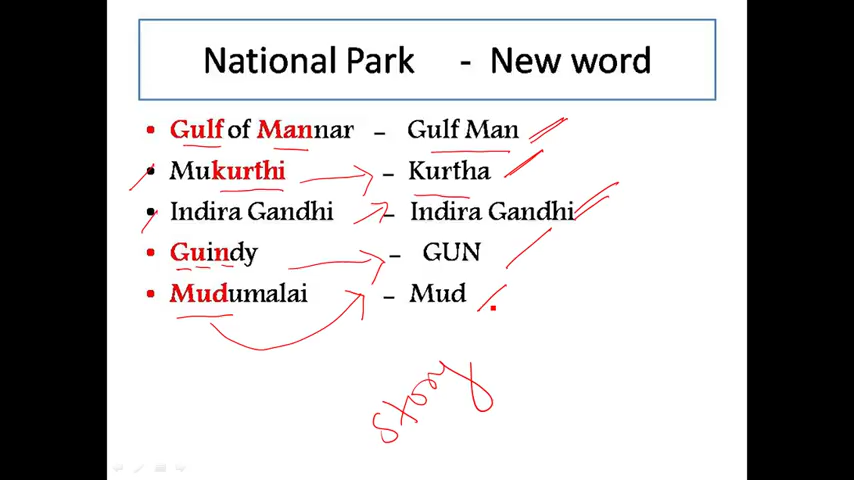 National Park - New word
• Gulf of Mannar – Gulf Man
• Mukurthi – Kurtha
• Indira Gandhi – Indira Gandhi
• Guindy – GUN
• Mudumalai – Mud
story